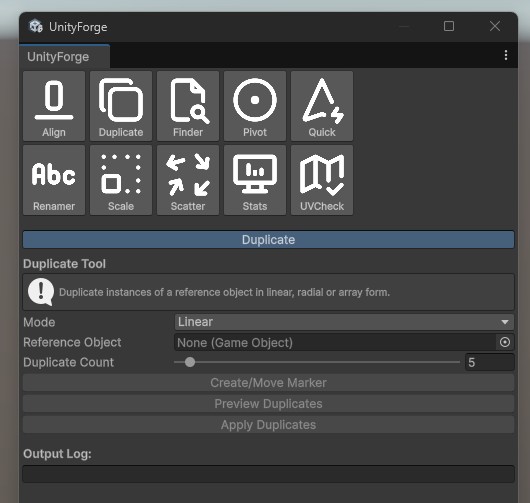 UnityForge
UnityForge
Align Duplicate Finder Pivot Quick
Abc
Renamer Scale Scatter Stats UVCheck
Duplicate
Duplicate Tool
Duplicate instances of a reference object in linear, radial or array form.
Mode Linear
Reference Object None (Game Object)
Duplicate Count 5
Create/Move Marker
Preview Duplicates
Apply Duplicates
Output Log: